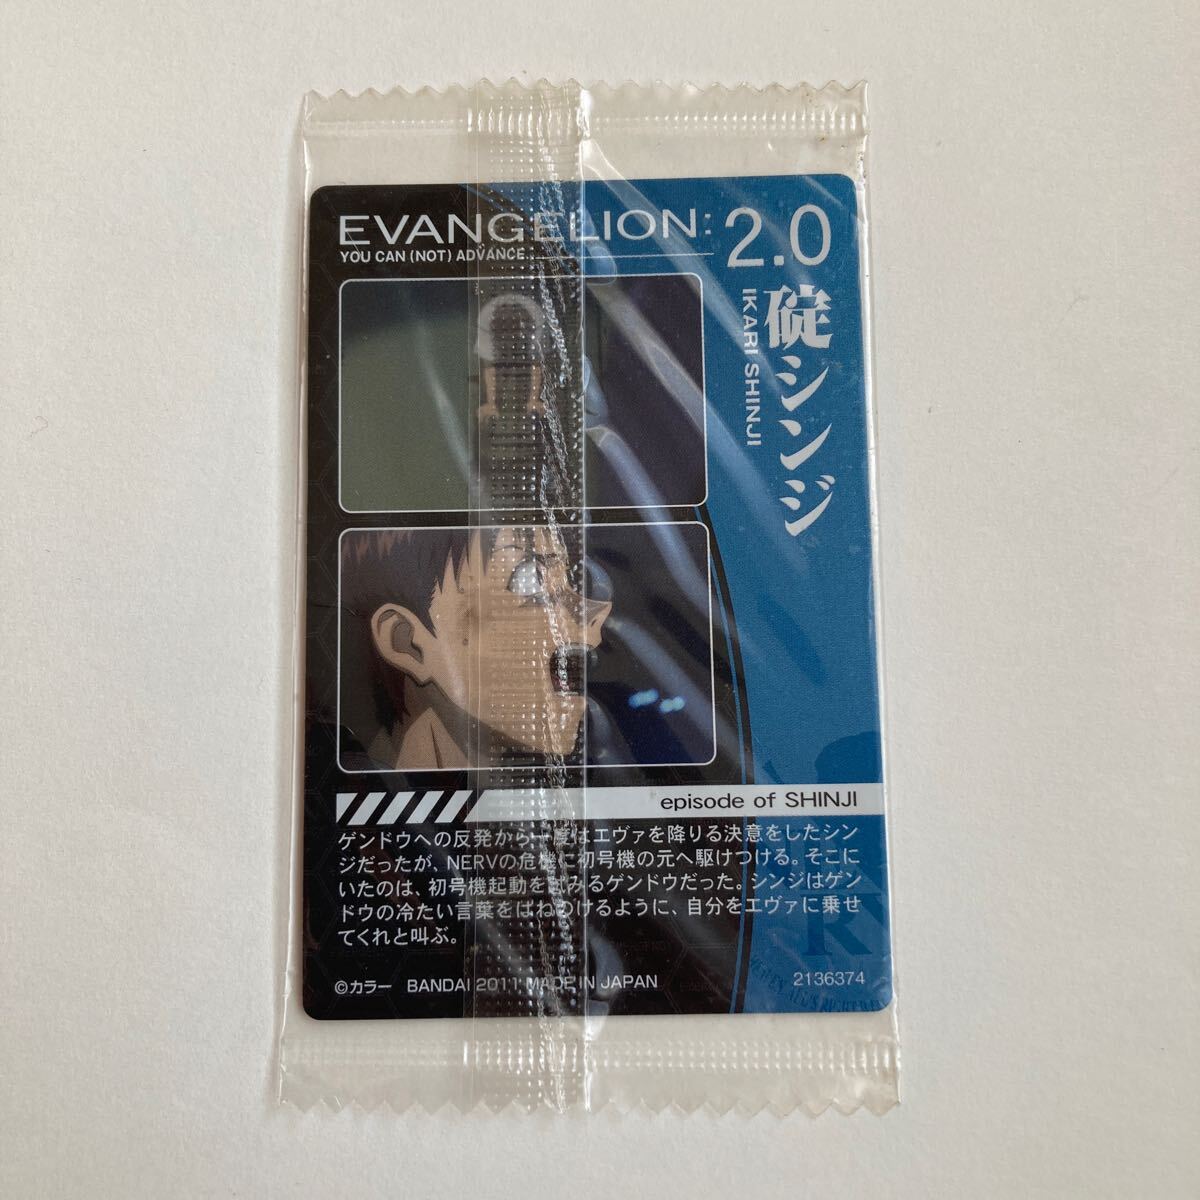 EVANGELION: 2.0
YOU CAN (NOT) ADVANCE.
碇シンジ
IKARI SHINJI
episode of SHINJI
ゲンドウへの反発から一度はエヴァを降りる決意をしたシン
ジだったが、NERVの危機に初号機の元へ駆けつける。そこに
いたのは、初号機起動を試みるゲンドウだった。シンジはゲン
ドウの冷たい言葉をはねのけるように、自分をエヴァに乗せ
てくれと叫ぶ。
©カラー BANDAI 2011 MADE IN JAPAN
2136374